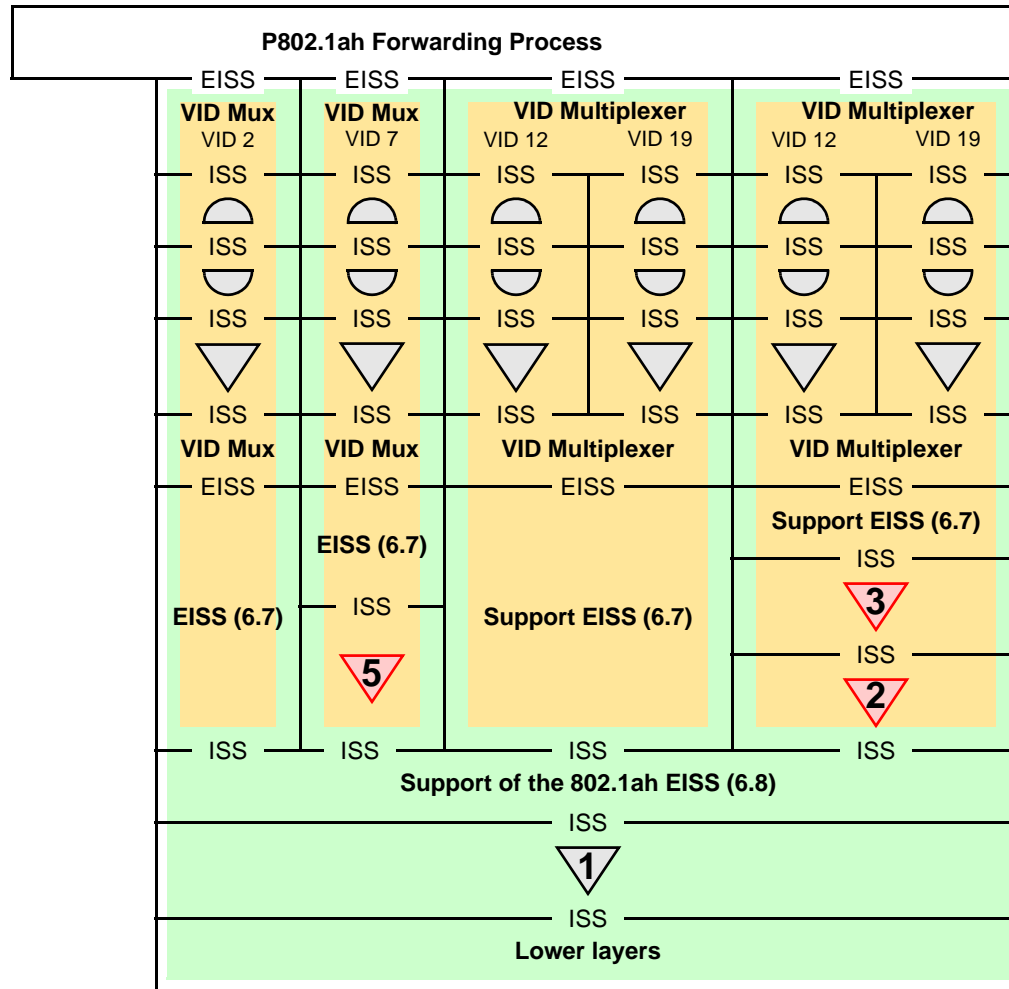 P802.1ah Forwarding Process
EISS EISS EISS EISS
VID Mux VID Mux VID Multiplexer VID Multiplexer
VID 2 VID 7 VID 12 VID 19 VID 12 VID 19
ISS ISS ISS ISS ISS ISS
ISS ISS ISS ISS ISS ISS
ISS ISS ISS ISS ISS ISS
ISS ISS ISS ISS ISS ISS
VID Mux VID Mux VID Multiplexer VID Multiplexer
EISS EISS EISS EISS
Support EISS (6.7)
EISS (6.7)
ISS
ISS 3
EISS (6.7) Support EISS (6.7)
ISS
5
2
ISS ISS ISS ISS
Support of the 802.1ah EISS (6.8)
ISS
1
ISS
Lower layers